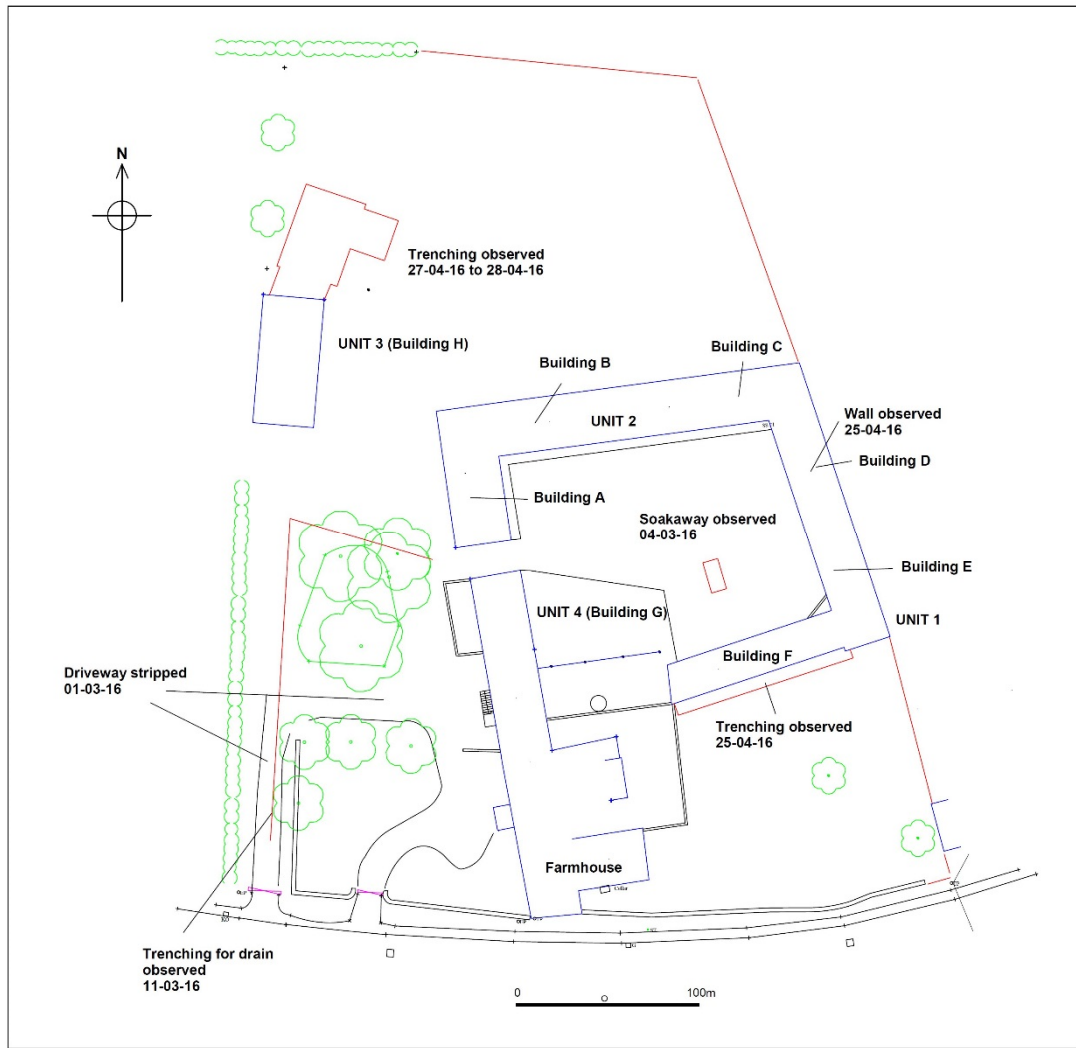 N
Trenching observed
27-04-16 to 28-04-16
UNIT 3 (Building H)
Building B
Building C
UNIT 2
Wall observed
25-04-16
Building D
Building A
Soakaway observed
04-03-16
Building E
UNIT 4 (Building G)
UNIT 1
Building F
Driveway stripped
01-03-16
Trenching observed
25-04-16
Farmhouse
Trenching for drain
observed
11-03-16
0
100m